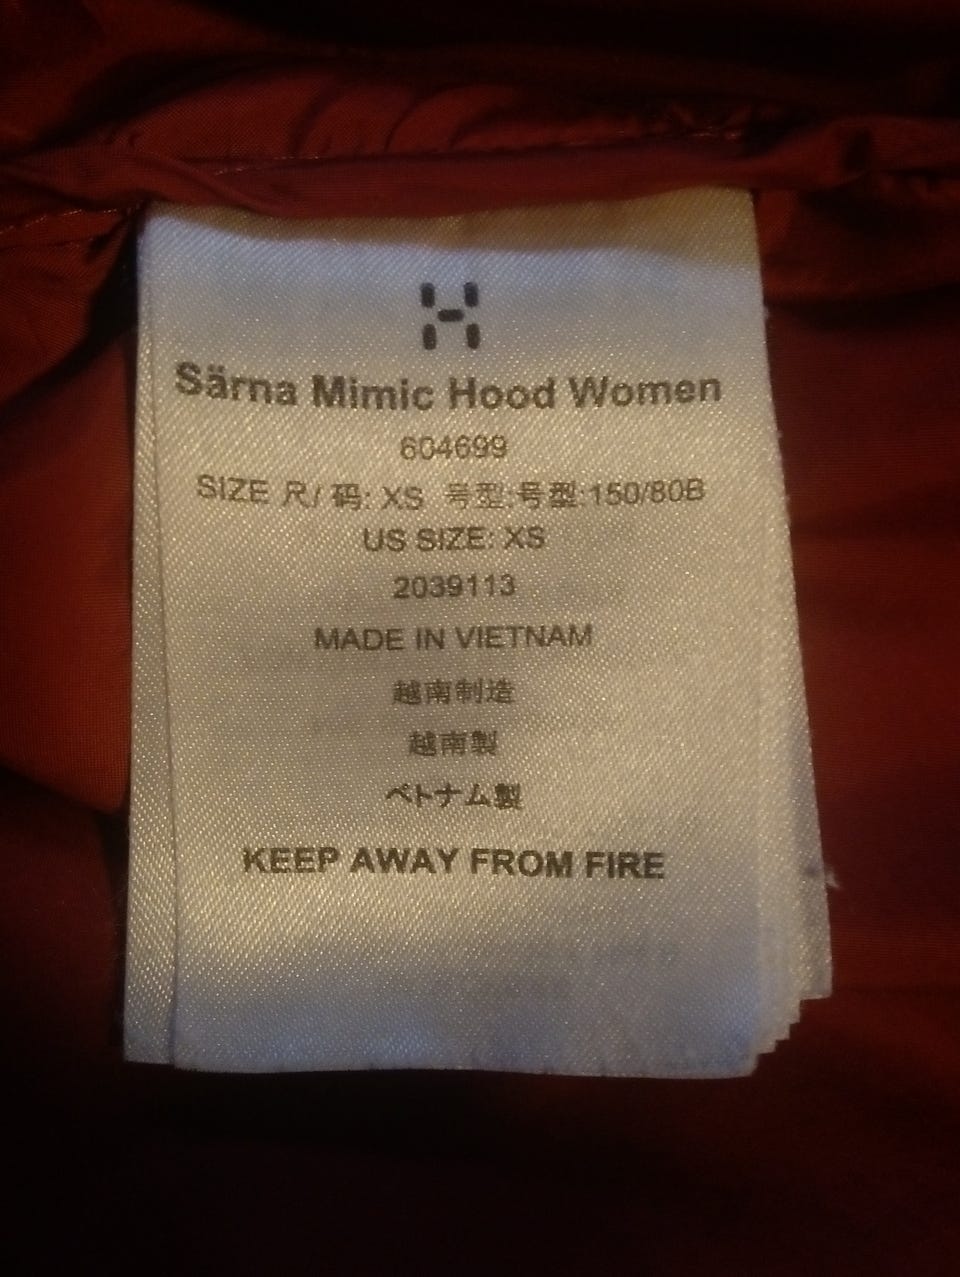 Särna Mimic Hood Women
604699
SIZE 尺/ 码: XS 号型:号型:150/80B
US SIZE: XS
2039113
MADE IN VIETNAM
越南制造
越南製
ベトナム製
KEEP AWAY FROM FIRE